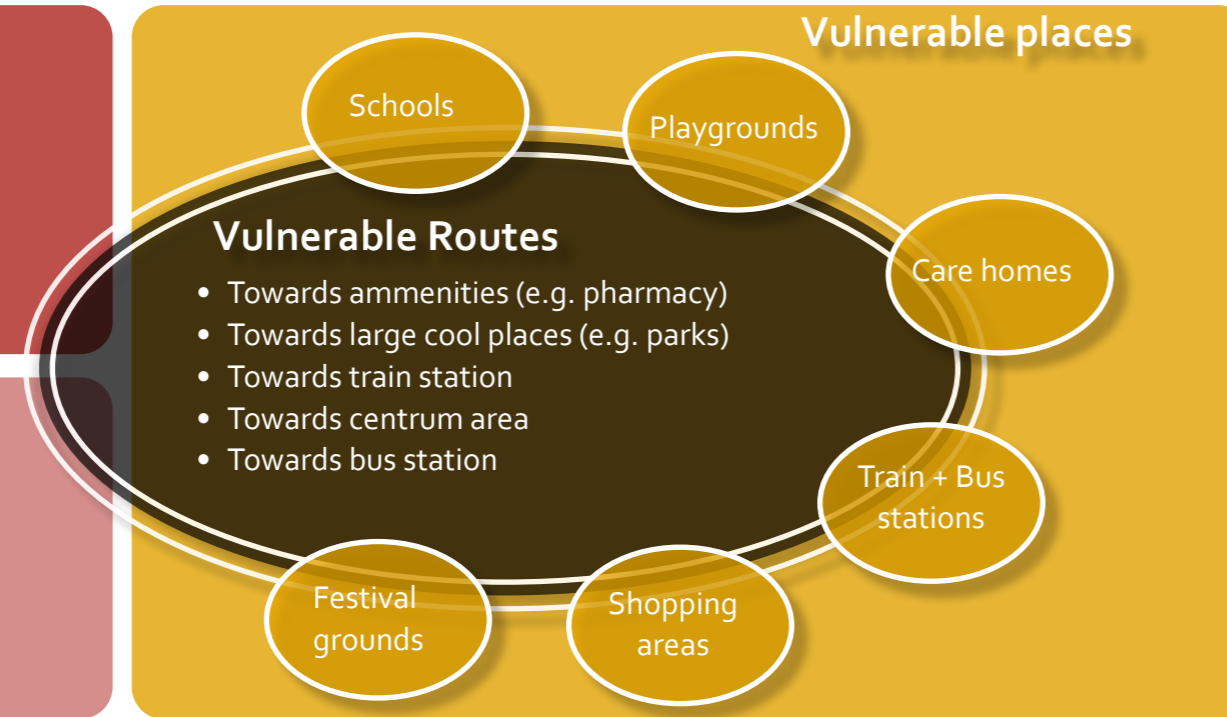 Vulnerable places
Schools
Playgrounds
Care homes
Vulnerable Routes
• Towards ammenities (e.g. pharmacy)
• Towards large cool places (e.g. parks)
• Towards train station
• Towards centrum area
• Towards bus station
Train + Bus
stations
Festival
grounds
Shopping
areas